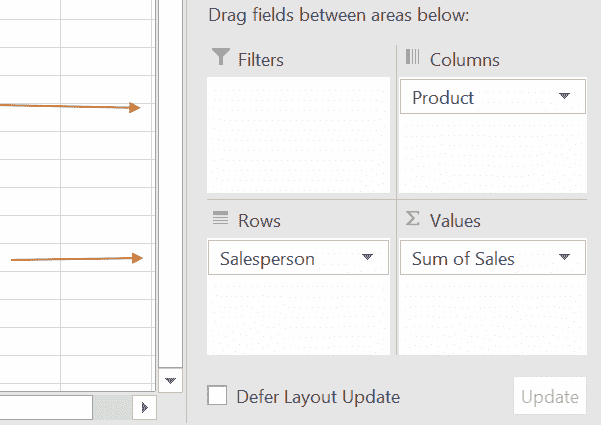 Drag fields between areas below:
Filters
Columns
Product
Rows
Values
Salesperson
Sum of Sales
Defer Layout Update
Update